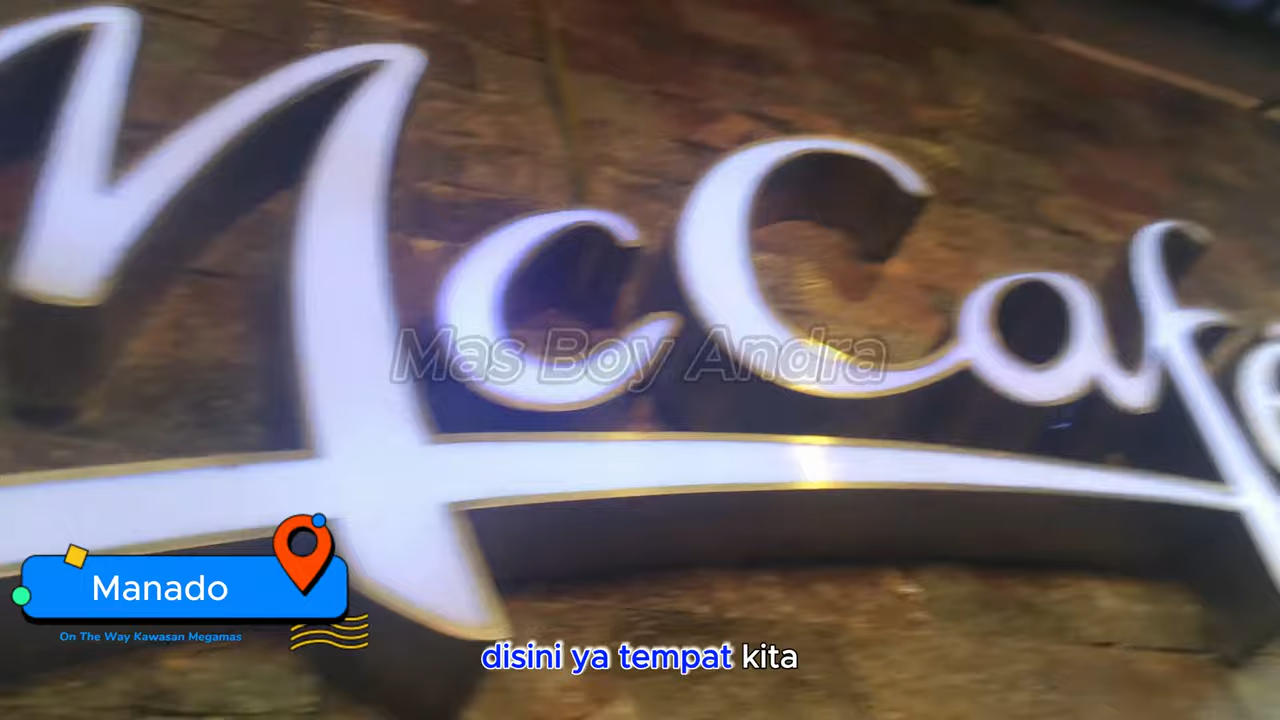 McCafe
Mas Boy Andra
Manado
On The Way Kawasan Megamas
disini ya tempat kita